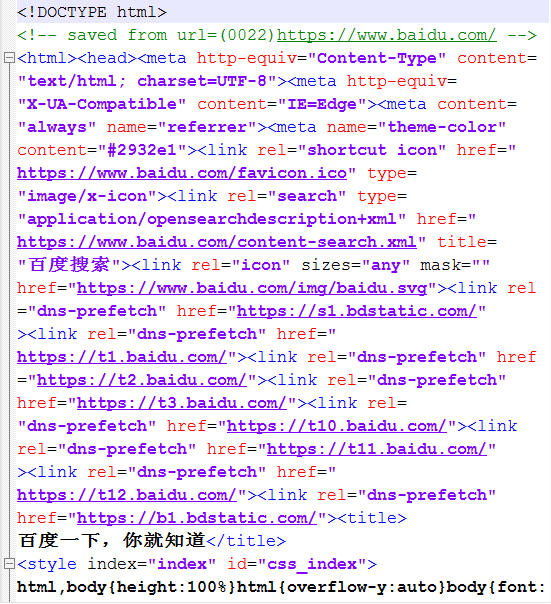 <!DOCTYPE html>
<!-- saved from url=(0022)https://www.baidu.com/ -->
<html><head><meta http-equiv="Content-Type" content=
"text/html; charset=UTF-8"><meta http-equiv=
"X-UA-Compatible" content="IE=Edge"><meta content=
"always" name="referrer"><meta name="theme-color"
content="#2932e1"><link rel="shortcut icon" href="
https://www.baidu.com/favicon.ico" type=
"image/x-icon"><link rel="search" type=
"application/opensearchdescription+xml" href="
https://www.baidu.com/content-search.xml" title=
"百度搜索"><link rel="icon" sizes="any" mask=""
href="https://www.baidu.com/img/baidu.svg"><link rel
="dns-prefetch" href="https://s1.bdstatic.com/"
><link rel="dns-prefetch" href="
https://t1.baidu.com/"><link rel="dns-prefetch" href
="https://t2.baidu.com/"><link rel="dns-prefetch"
href="https://t3.baidu.com/"><link rel=
"dns-prefetch" href="https://t10.baidu.com/"><link
rel="dns-prefetch" href="https://t11.baidu.com/"
><link rel="dns-prefetch" href="
https://t12.baidu.com/"><link rel="dns-prefetch"
href="https://b1.bdstatic.com/"><title>
百度一下，你就知道</title>
<style index="index" id="css_index">
html,body{height:100%}html{overflow-y:auto}body{font: